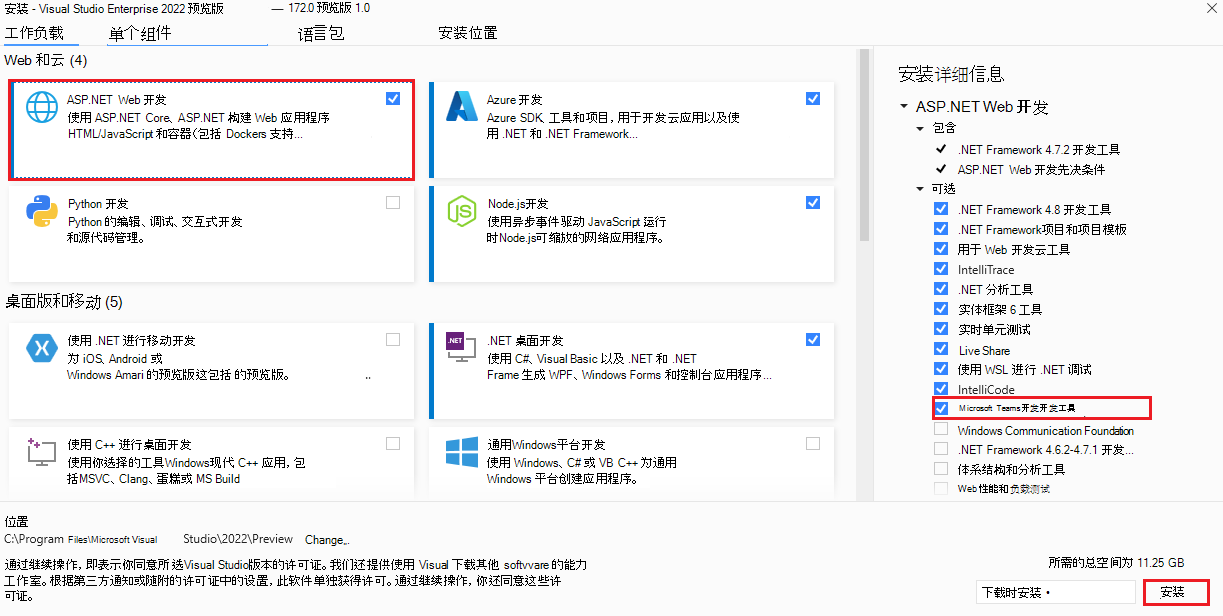 安装 - Visual Studio Enterprise 2022 预览版 — 172.0 预览版 1.0
工作负载 单个组件 语言包 安装位置
Web 和云 (4)
ASP.NET Web 开发
使用 ASP.NET Core、ASP.NET 构建 Web 应用程序
HTML/JavaScript 和容器(包括 Dockers 支持...
Azure 开发
Azure SDK、工具和项目，用于开发云应用以及使
用 .NET 和 .NET Framework...
Python 开发
Python 的编辑、调试、交互式开发
和源代码管理。
Node.js开发
使用异步事件驱动 JavaScript 运行
时Node.js可缩放的网络应用程序。
桌面版和移动 (5)
使用 .NET 进行移动开发
为 iOS、Android 或
Windows Amari 的预览版这包括 的预览版。 ..
.NET 桌面开发
使用 C#、Visual Basic 以及 .NET 和 .NET
Frame 生成 WPF、Windows Forms 和控制台应用程序...
使用 C++ 进行桌面开发
使用你选择的工具Windows现代 C++ 应用，包
括MSVC、Clang、蛋糕或 MS Build
通用Windows平台开发
使用 Windows、C# 或 VB C++ 为通用
Windows 平台创建应用程序。
安装详细信息
ASP.NET Web 开发
包含
.NET Framework 4.7.2 开发工具
ASP.NET Web 开发先决条件
可选
.NET Framework 4.8 开发工具
.NET Framework项目和项目模板
用于 Web 开发云工具
IntelliTrace
.NET 分析工具
实体框架 6 工具
实时单元测试
Live Share
使用 WSL 进行 .NET 调试
IntelliCode
Microsoft Teams开发开发工具
Windows Communication Foundation
.NET Framework 4.6.2-4.7.1 开发...
体系结构和分析工具
Web性能和负载测试
位置
C:\Program Files\Microsoft Visual Studio\2022\Preview Change...
通过继续操作，即表示你同意所选Visual Studio版本的许可证。我们还提供使用 Visual 下载其他 softvvare 的能力
工作室。根据第三方通知或随附的许可证中的设置，此软件单独获得许可。通过继续操作，你还同意这些许
可证。
所需的总空间为 11.25 GB
下载时安装 •
安装